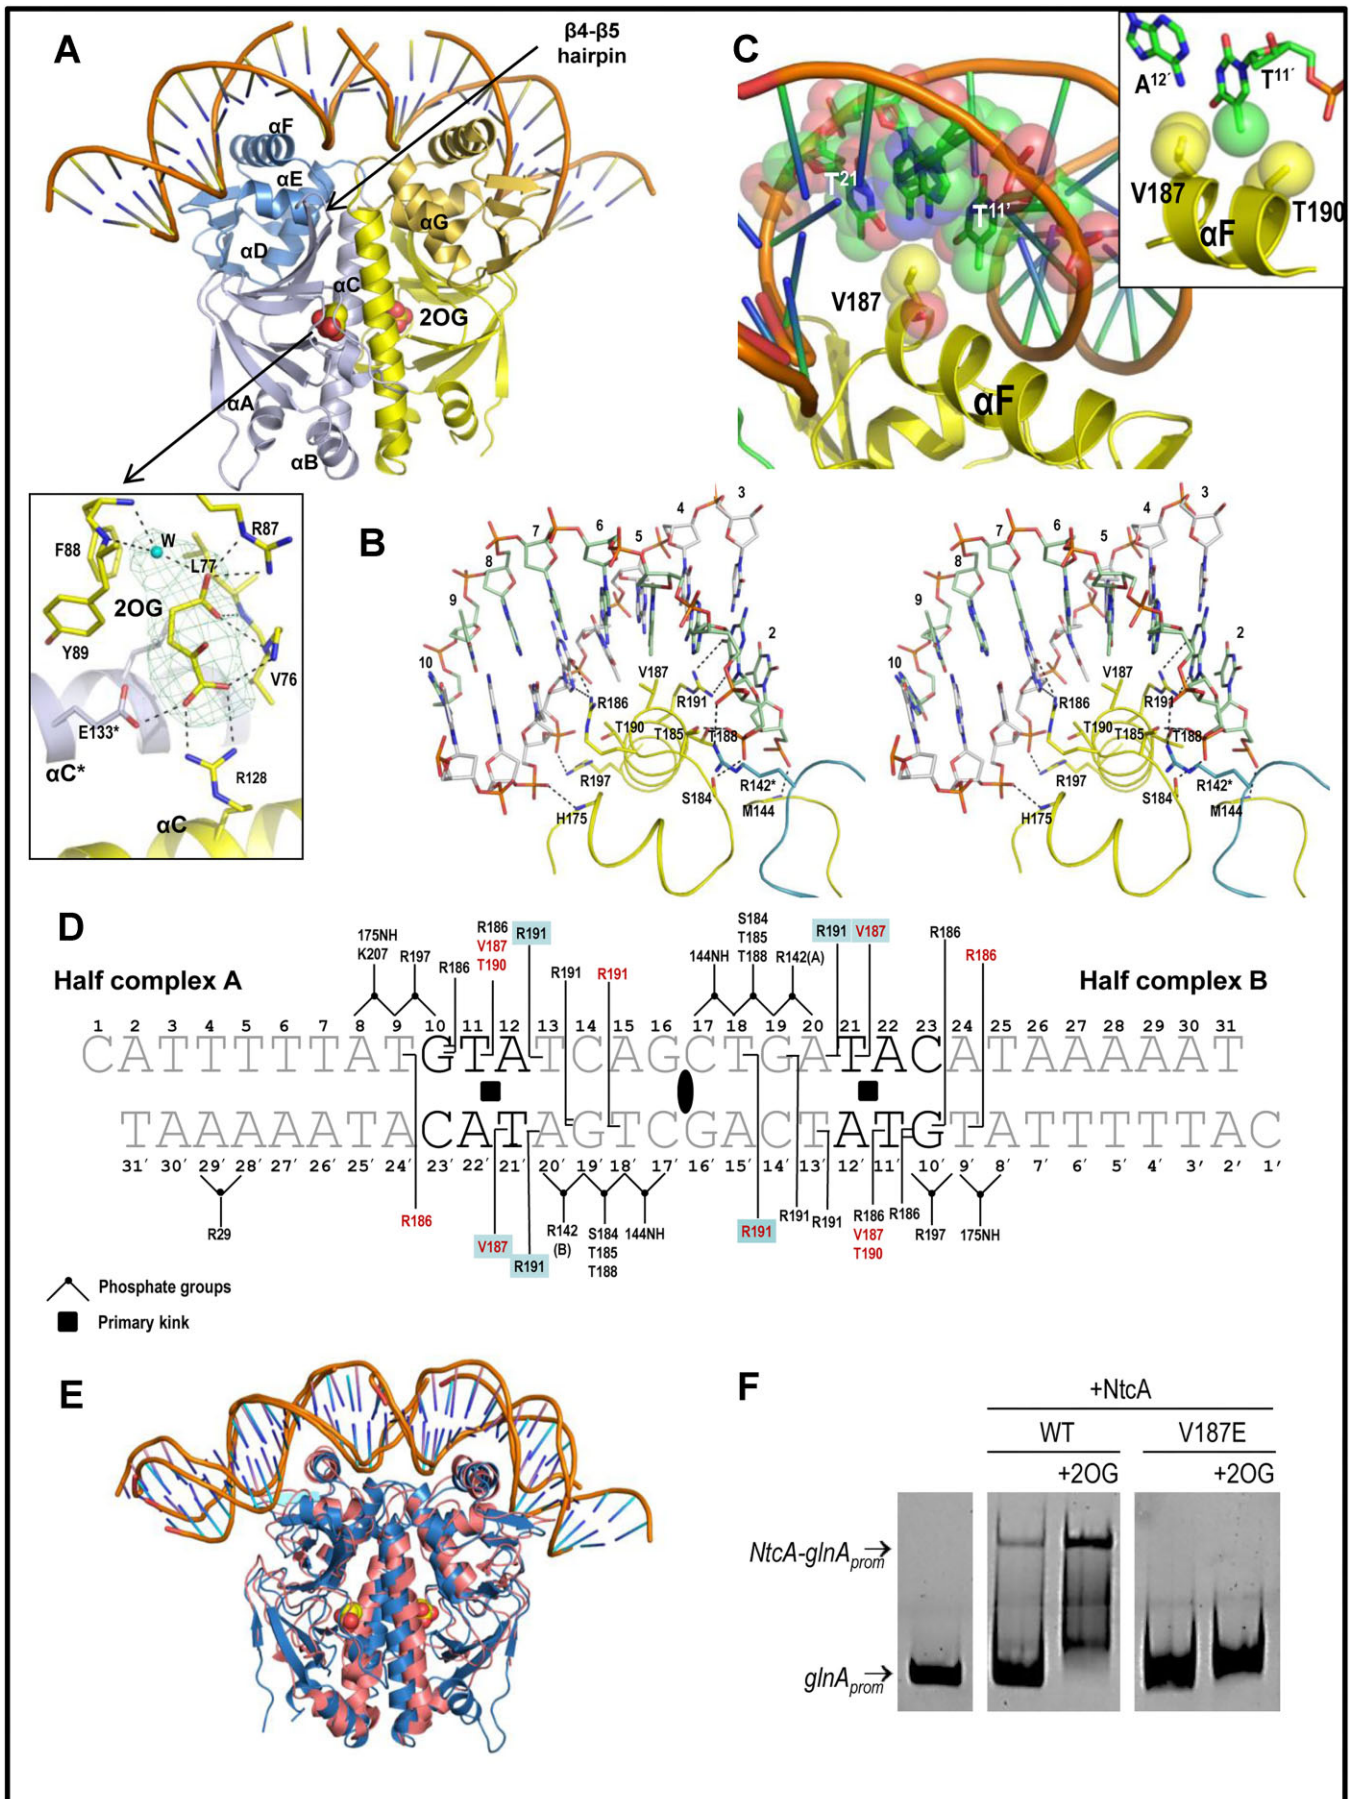 A
β4-β5
hairpin
αF
αE
αD
αG
αC
2OG
αA
αB
C
T21
T11’
V187
αF
A12´
T11´
V187
T190
αF
R87
W
F88
L77
2OG
Y89
V76
E133*
αC*
R128
αC
B
3
4
5
6
7
8
9
10
2
V187
R186
R191
T190
T185
T188
R197
R142*
S184
M144
H175
3
4
5
6
7
8
9
10
2
V187
R186
R191
T190
T185
T188
R197
R142*
S184
M144
H175
D
Half complex A
Half complex B
175NH
K207
R197
R186
R186
V187
T190
R191
R191
R191
144NH
S184
T185
T188
R142(A)
R191
V187
R186
R186
1 2 3 4 5 6 7 8 9 10 11 12 13 14 15 16 17 18 19 20 21 22 23 24 25 26 27 28 29 30 31
CATTTTTATGTATCAGCTGATACATAAAAAT
TAAAAATACATAGTCGACTATGTATTTTTAC
31′ 30′ 29′ 28′ 27′ 26′ 25′ 24′ 23′ 22′ 21′ 20′ 19′ 18′ 17′ 16′ 15′ 14′ 13′ 12′ 11′ 10′ 9′ 8′ 7′ 6′ 5′ 4′ 3′ 2′ 1′
R29
R186
V187
R191
R142
(B)
S184
T185
T188
144NH
R191
R191
R191
R186
V187
T190
R186
R197
175NH
Phosphate groups
Primary kink
E
F
+NtcA
WT
V187E
+2OG
+2OG
NtcA-glnAprom
glnAprom